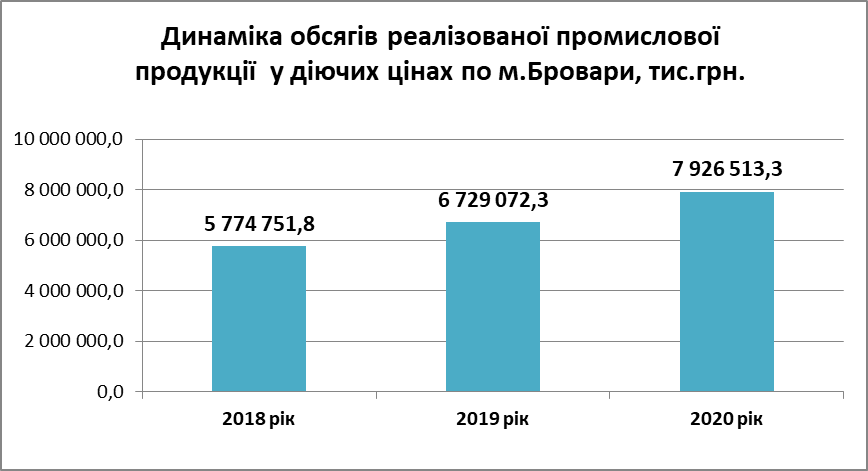 Динаміка обсягів реалізованої промислової
продукції  у діючих цінах по м.Бровари, тис.грн.
10 000 000,0
8 000 000,0
6 000 000,0
4 000 000,0
2 000 000,0
0,0
5 774 751,8
6 729 072,3
7 926 513,3
2018 рік
2019 рік
2020 рік